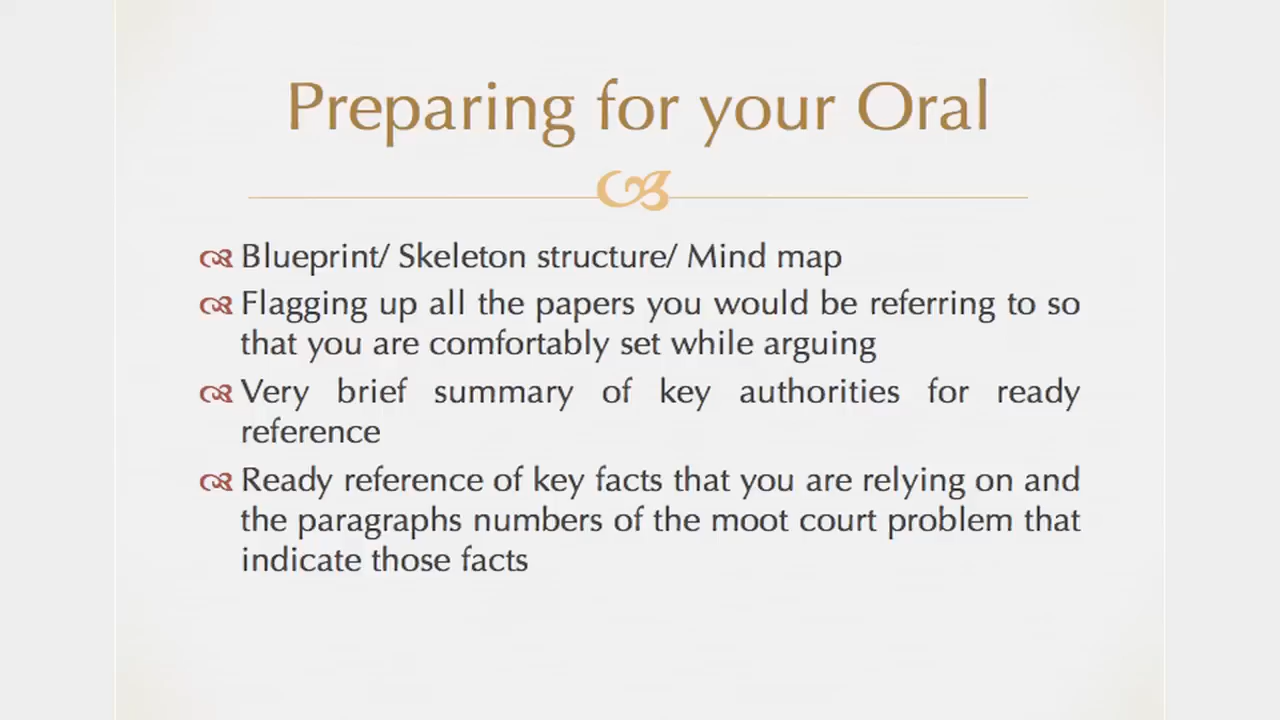 Preparing for your Oral
Blueprint/ Skeleton structure/ Mind map
Flagging up all the papers you would be referring to so
that you are comfortably set while arguing
Very brief summary of key authorities for ready
reference
Ready reference of key facts that you are relying on and
the paragraphs numbers of the moot court problem that
indicate those facts